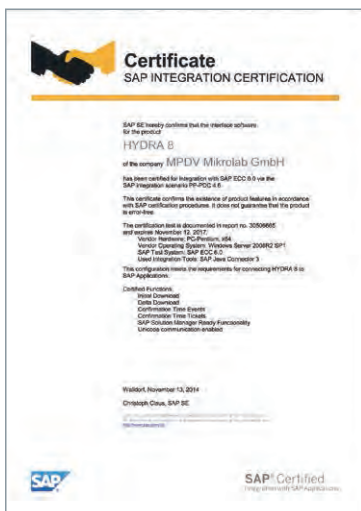 Certificate
SAP INTEGRATION CERTIFICATION
SAP SE hereby confirms that the interface software
for the product
HYDRA 8
of the company MPDV Mikrolab GmbH
has been certified for integration with SAP ECC 6.0 via the
SAP integration scenario PP-PDC 4.6.
This certificate confirms the existence of product features in accordance
with SAP certification procedures. It does not guarantee that the product
is error-free.
The certification test is documented in report no.
and expires November 12, 2017:
Vendor Hardware: PC-Pentium, x64
Vendor Operating System: Windows Server 2008R2 SP1
SAP Test System: SAP ECC 6.0
Used Integration Tools: SAP Java Connector 3
This configuration meets the requirements for connecting HYDRA 8 to
SAP Applications.
Certified Functions:
Initial Download
Delta Download
Confirmation Time Events
Confirmation Time Tickets
SAP Solution Manager Ready Functionality
Unicode communication enabled
Walldorf, November 13, 2014
Christoph Claus, SAP SE
SAP
SAP® Certified
Integration with SAP Applications